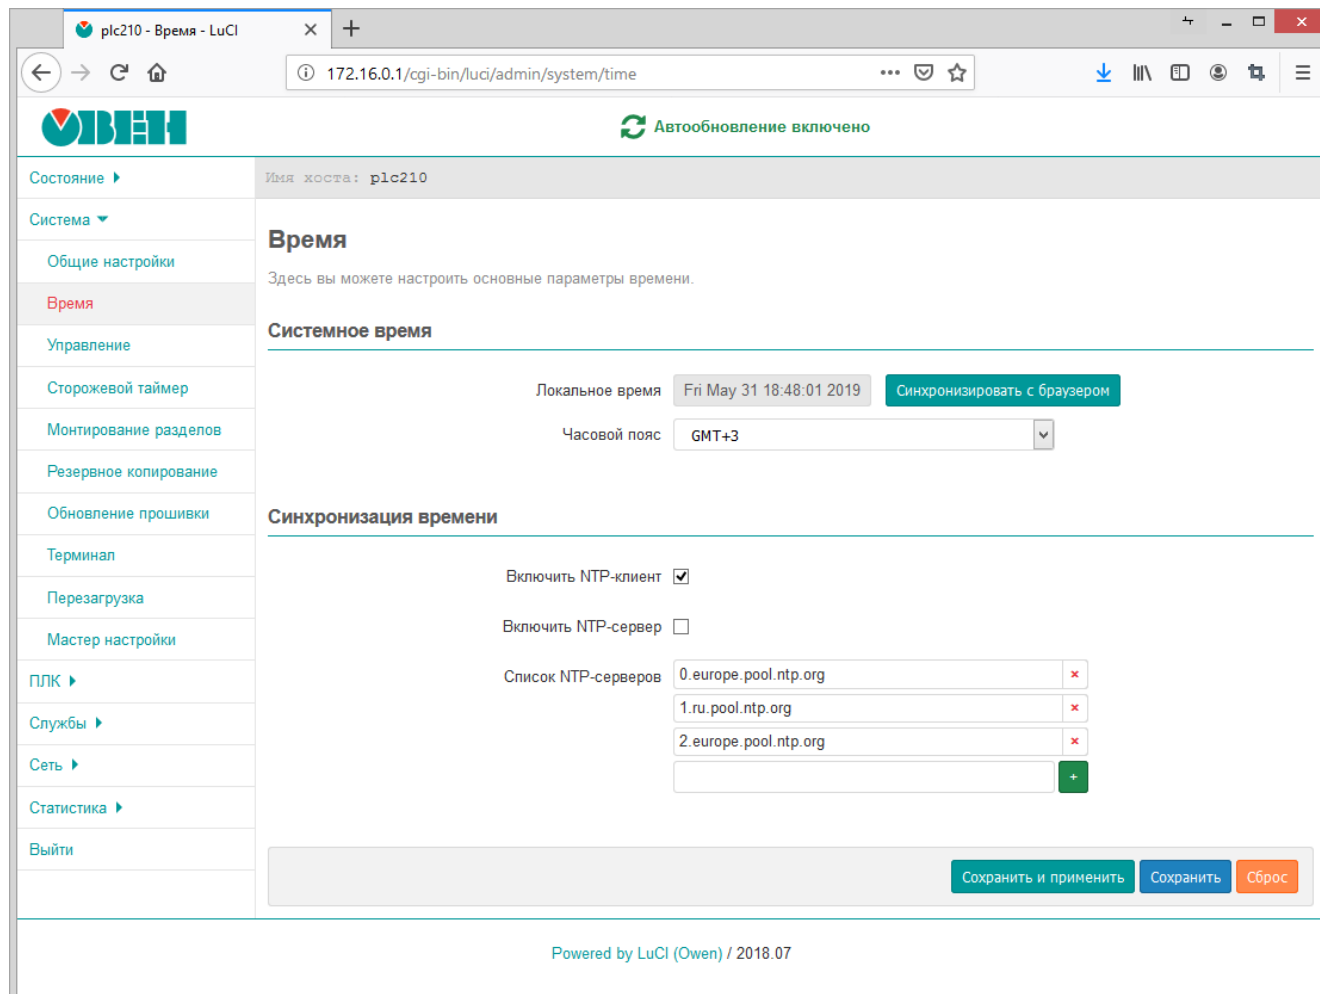 plc210 - Время - LuCI
172.16.0.1/cgi-bin/luci/admin/system/time
ОВЕН
Автообновление включено
Состояние
Имя хоста: plc210
Система
Общие настройки
Время
Управление
Сторожевой таймер
Монтирование разделов
Резервное копирование
Обновление прошивки
Терминал
Перезагрузка
Мастер настройки
ПЛК
Службы
Сеть
Статистика
Выйти
Время
Здесь вы можете настроить основные параметры времени.
Системное время
Локальное время Fri May 31 18:48:01 2019 Синхронизировать с браузером
Часовой пояс GMT+3
Синхронизация времени
Включить NTP-клиент
Включить NTP-сервер
Список NTP-серверов 0.europe.pool.ntp.org
1.ru.pool.ntp.org
2.europe.pool.ntp.org
Сохранить и применить Сохранить Сброс
Powered by LuCI (Owen) / 2018.07